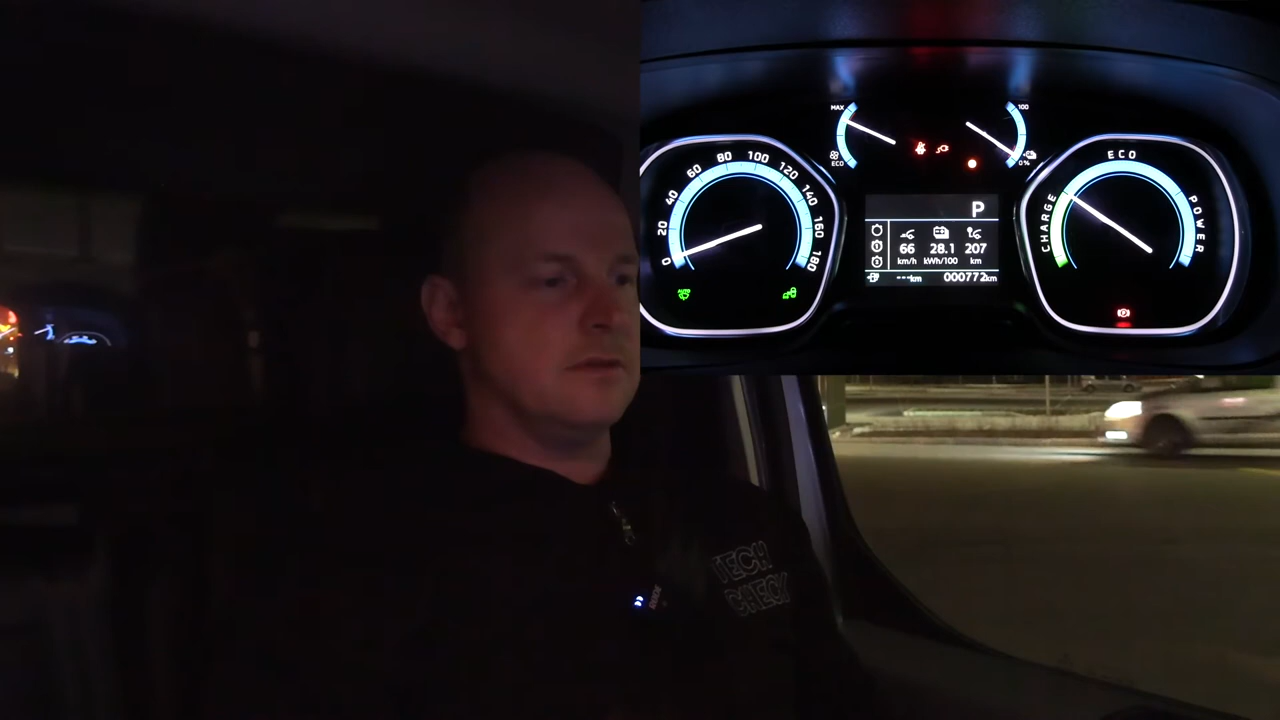 MAX
ECO
100
0%
0 20 40 60 80 100 120 140 160 180
P
66 28.1 207
km/h kWh/100 km
---km 000772km
AUTO
CHARGE ECO POWER
P
TECH
CHECK